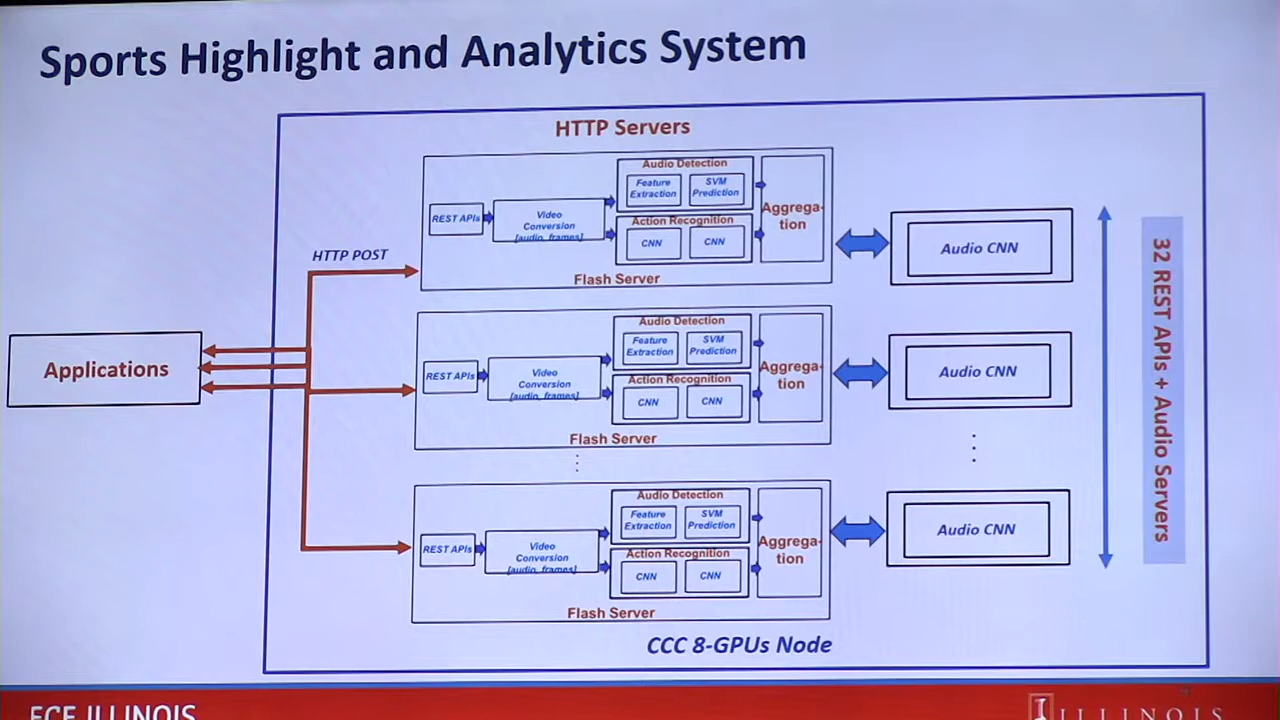 Sports Highlight and Analytics System
HTTP Servers
HTTP POST
Applications
REST APIs
Video
Conversion
[audio, frames]
Audio Detection
Feature
Extraction
SVM
Prediction
Action Recognition
CNN
CNN
Aggrega-
tion
Flash Server
Audio CNN
REST APIs
Video
Conversion
[audio, frames]
Audio Detection
Feature
Extraction
SVM
Prediction
Action Recognition
CNN
CNN
Aggrega-
tion
Flash Server
Audio CNN
REST APIs
Video
Conversion
[audio, frames]
Audio Detection
Feature
Extraction
SVM
Prediction
Action Recognition
CNN
CNN
Aggrega-
tion
Flash Server
Audio CNN
32 REST APIs + Audio Servers
CCC 8-GPUs Node
ECE ILLINOIS
I ILLINOIS